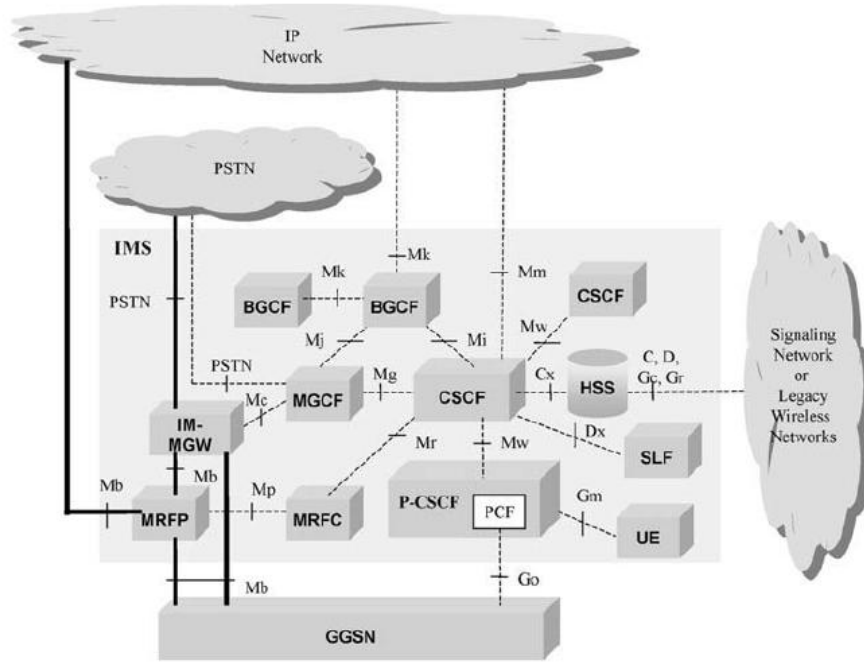 IP
Network
PSTN
IMS
Mk
Mk
Mm
CSCF
PSTN
BGCF
BGCF
Mw
Mj
Mi
Signaling
Network
or
Legacy
Wireless
Networks
PSTN
Mg
Cx
HSS
C, D,
Gc, Gr
MGCF
CSCF
Mc
IM-
MGW
Mr
Mw
Dx
SLF
Mb
Mb
Mp
P-CSCF
PCF
Gm
MRFP
MRFC
UE
Mb
Go
GGSN